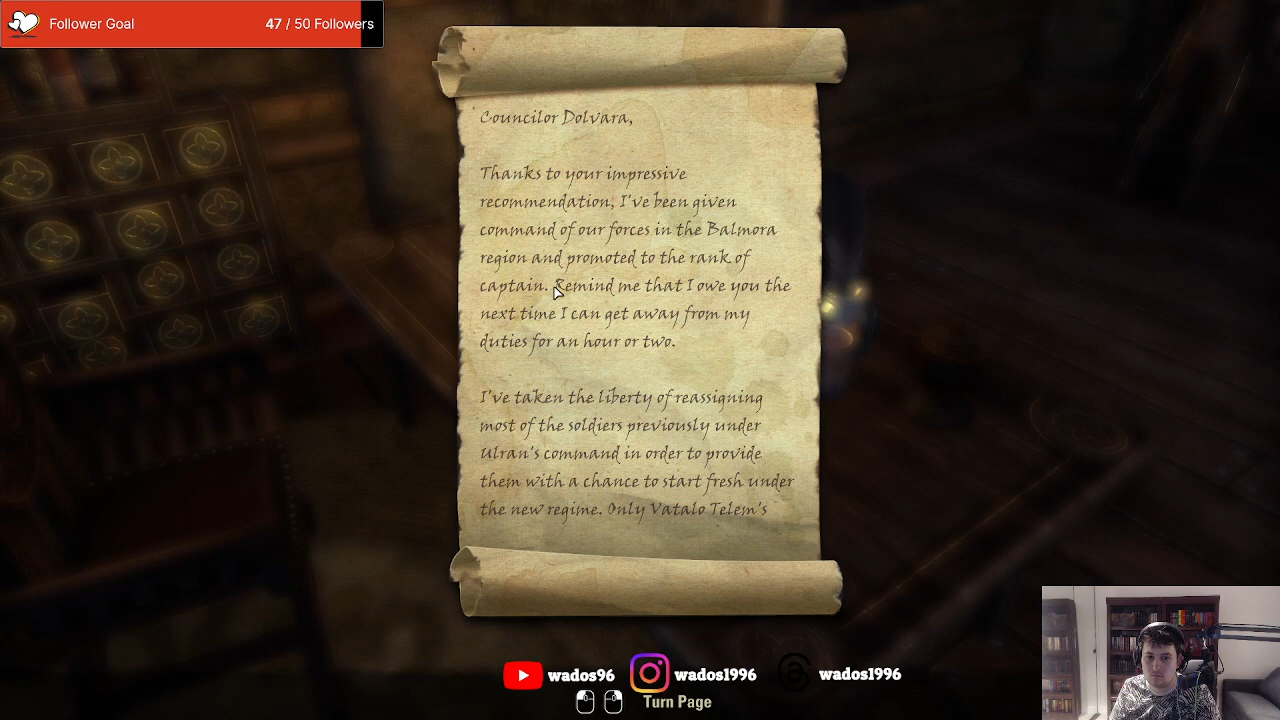 Follower Goal 47 / 50 Followers
Councilor Dolvara,
Thanks to your impressive
recommendation, I've been given
command of our forces in the Balmora
region and promoted to the rank of
captain. Remind me that I owe you the
next time I can get away from my
duties for an hour or two.
I've taken the liberty of reassigning
most of the soldiers previously under
Ulran's command in order to provide
them with a chance to start fresh under
the new regime. Only Vatalo Telem's
wados96 wados1996 wados1996
Turn Page